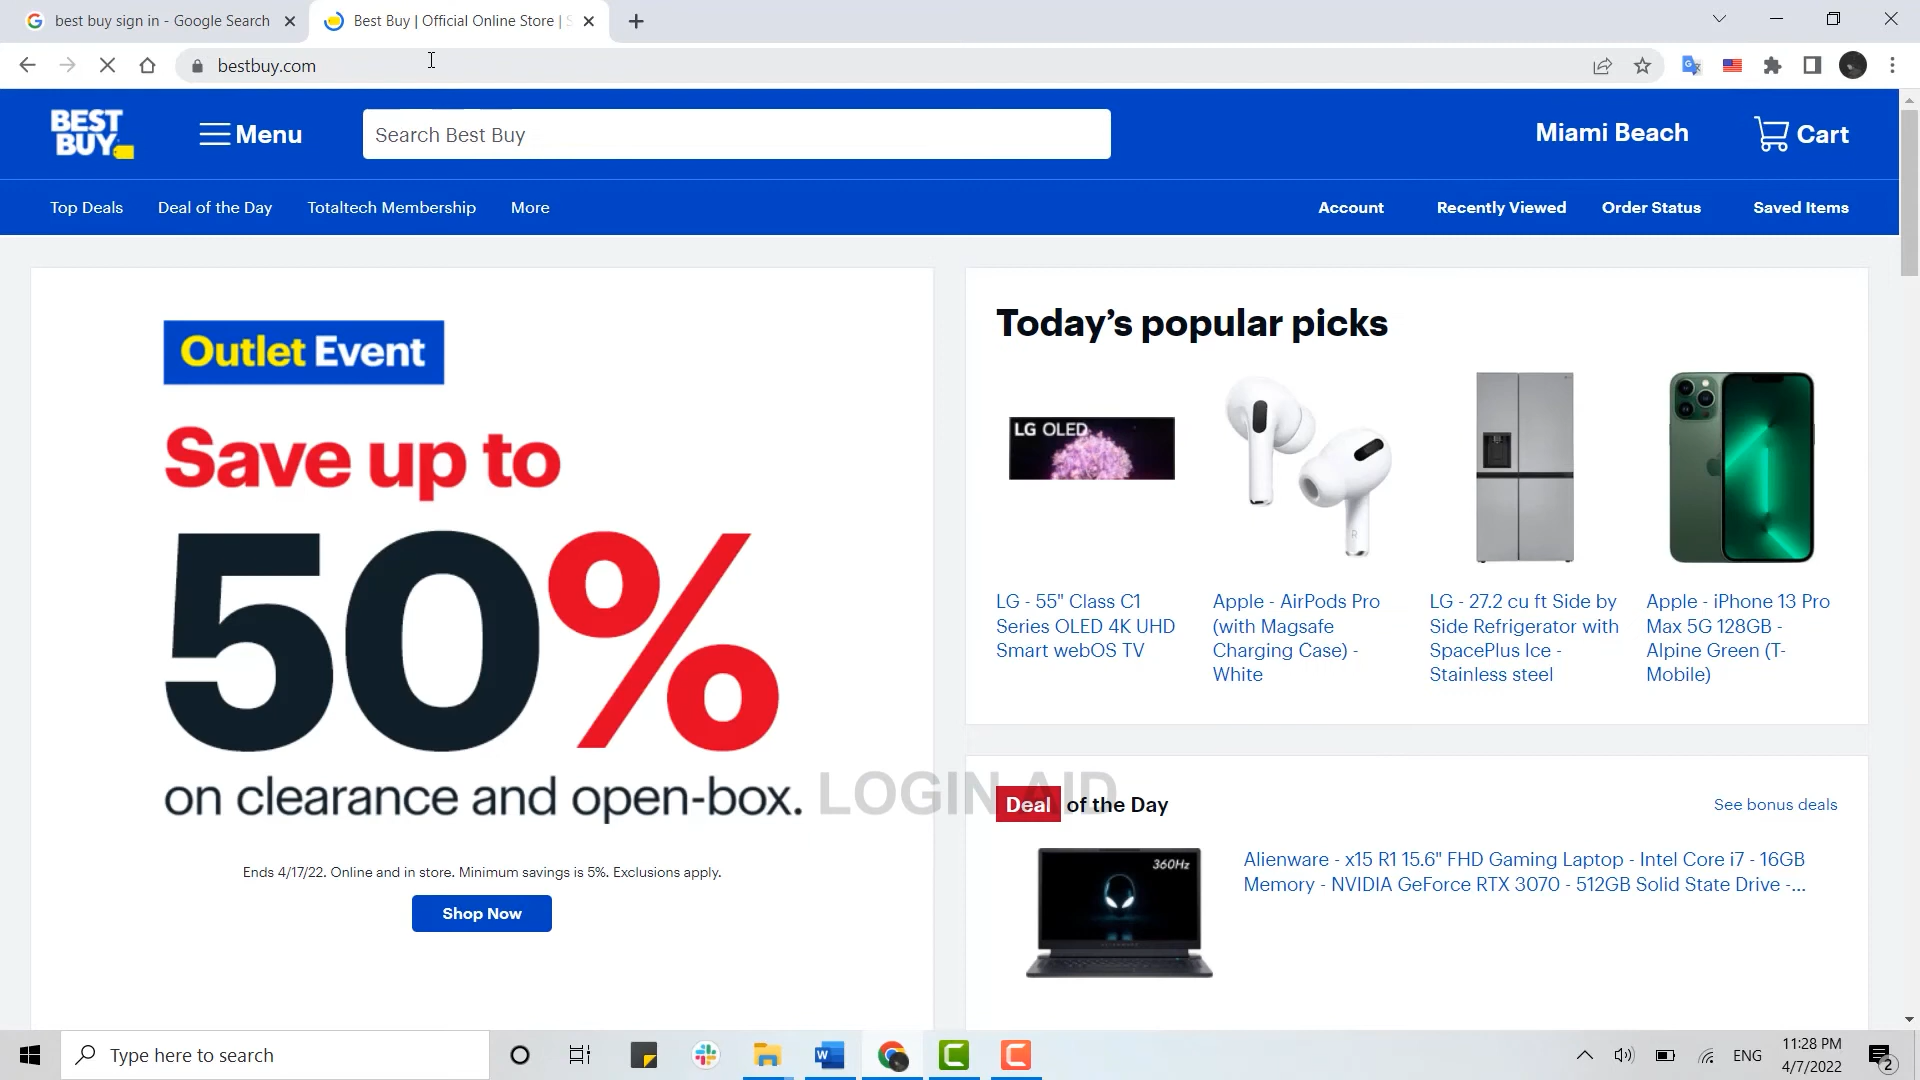 best buy sign in - Google Search
Best Buy | Official Online Store |
bestbuy.com
BEST
BUY
Menu
Search Best Buy
Miami Beach
Cart
Top Deals
Deal of the Day
Totaltech Membership
More
Account
Recently Viewed
Order Status
Saved Items
Outlet Event
Save up to
50%
on clearance and open-box.
Ends 4/17/22. Online and in store. Minimum savings is 5%. Exclusions apply.
Shop Now
Today’s popular picks
LG OLED
LG - 55" Class C1
Series OLED 4K UHD
Smart webOS TV
Apple - AirPods Pro
(with Magsafe
Charging Case) -
White
LG - 27.2 cu ft Side by
Side Refrigerator with
SpacePlus Ice -
Stainless steel
Apple - iPhone 13 Pro
Max 5G 128GB -
Alpine Green (T-
Mobile)
LOGIN AID
Deal of the Day
See bonus deals
360Hz
Alienware - x15 R1 15.6" FHD Gaming Laptop - Intel Core i7 - 16GB
Memory - NVIDIA GeForce RTX 3070 - 512GB Solid State Drive -...
Type here to search
ENG
11:28 PM
4/7/2022
2